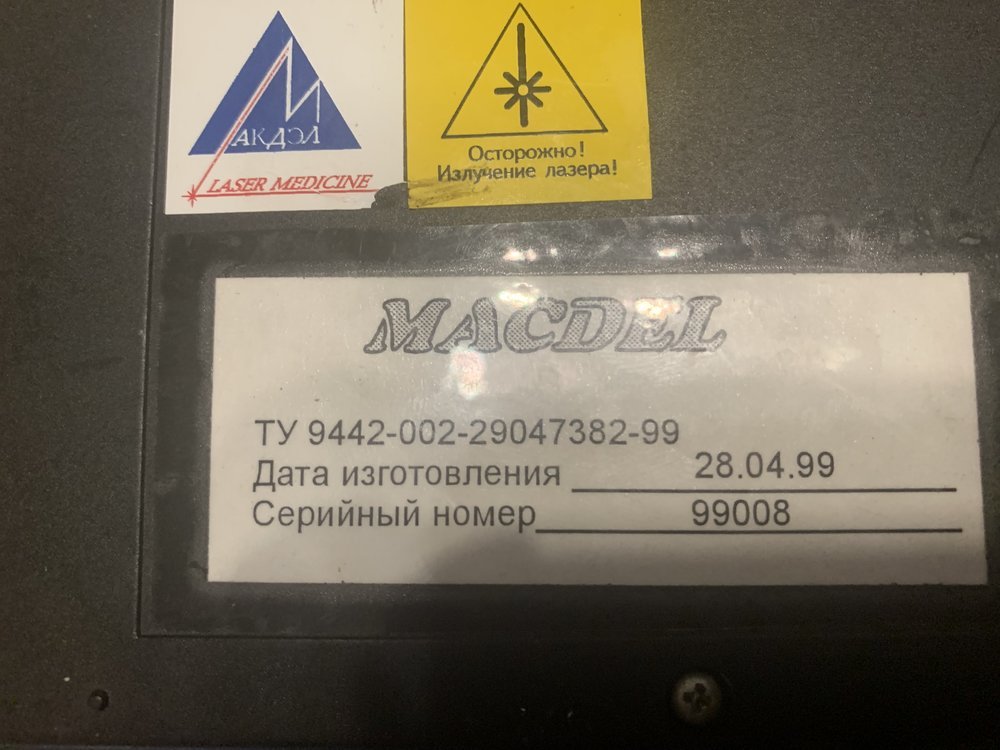 МАКДЭЛ
LASER MEDICINE
Осторожно!
Излучение лазера!
MACDEL
ТУ 9442-002-29047382-99
Дата изготовления 28.04.99
Серийный номер 99008